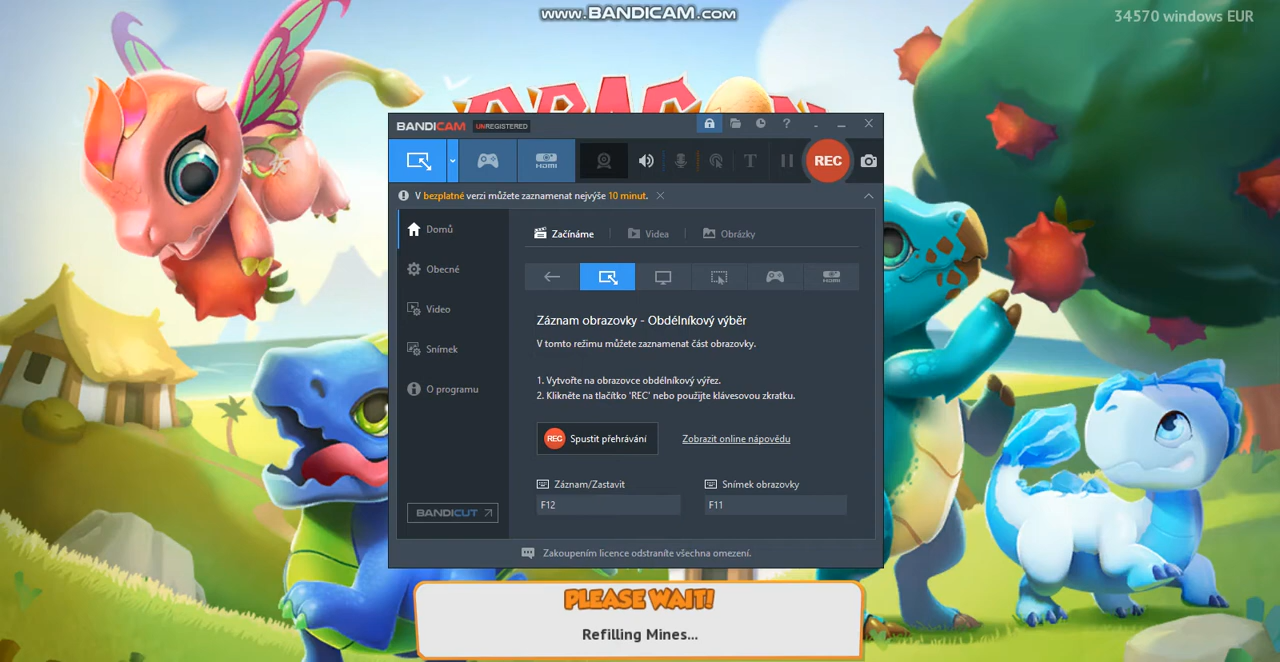 www.BANDICAM.com
34570 windows EUR
DRAGON
BANDICAM UNREGISTERED
?
HDMI
T
REC
V bezplatné verzi můžete zaznamenat nejvýše 10 minut.
Domů
Obecné
Video
Snímek
O programu
BANDICUT
Začínáme
Videa
Obrázky
HDMI
Záznam obrazovky - Obdélníkový výběr
V tomto režimu můžete zaznamenat část obrazovky.
1. Vytvořte na obrazovce obdélníkový výřez.
2. Klikněte na tlačítko 'REC' nebo použijte klávesovou zkratku.
REC Spustit přehrávání
Zobrazit online nápovědu
Záznam/Zastavit
Snímek obrazovky
F12
F11
Zakoupením licence odstraníte všechna omezení.
PLEASE WAIT!
Refilling Mines...